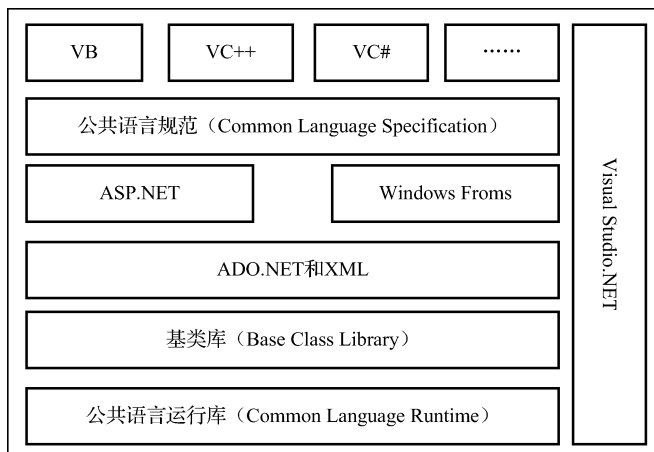 VB
VC++
VC#
……
公共语言规范（Common Language Specification）
ASP.NET
Windows Froms
ADO.NET和XML
基类库（Base Class Library）
公共语言运行库（Common Language Runtime）
Visual Studio.NET